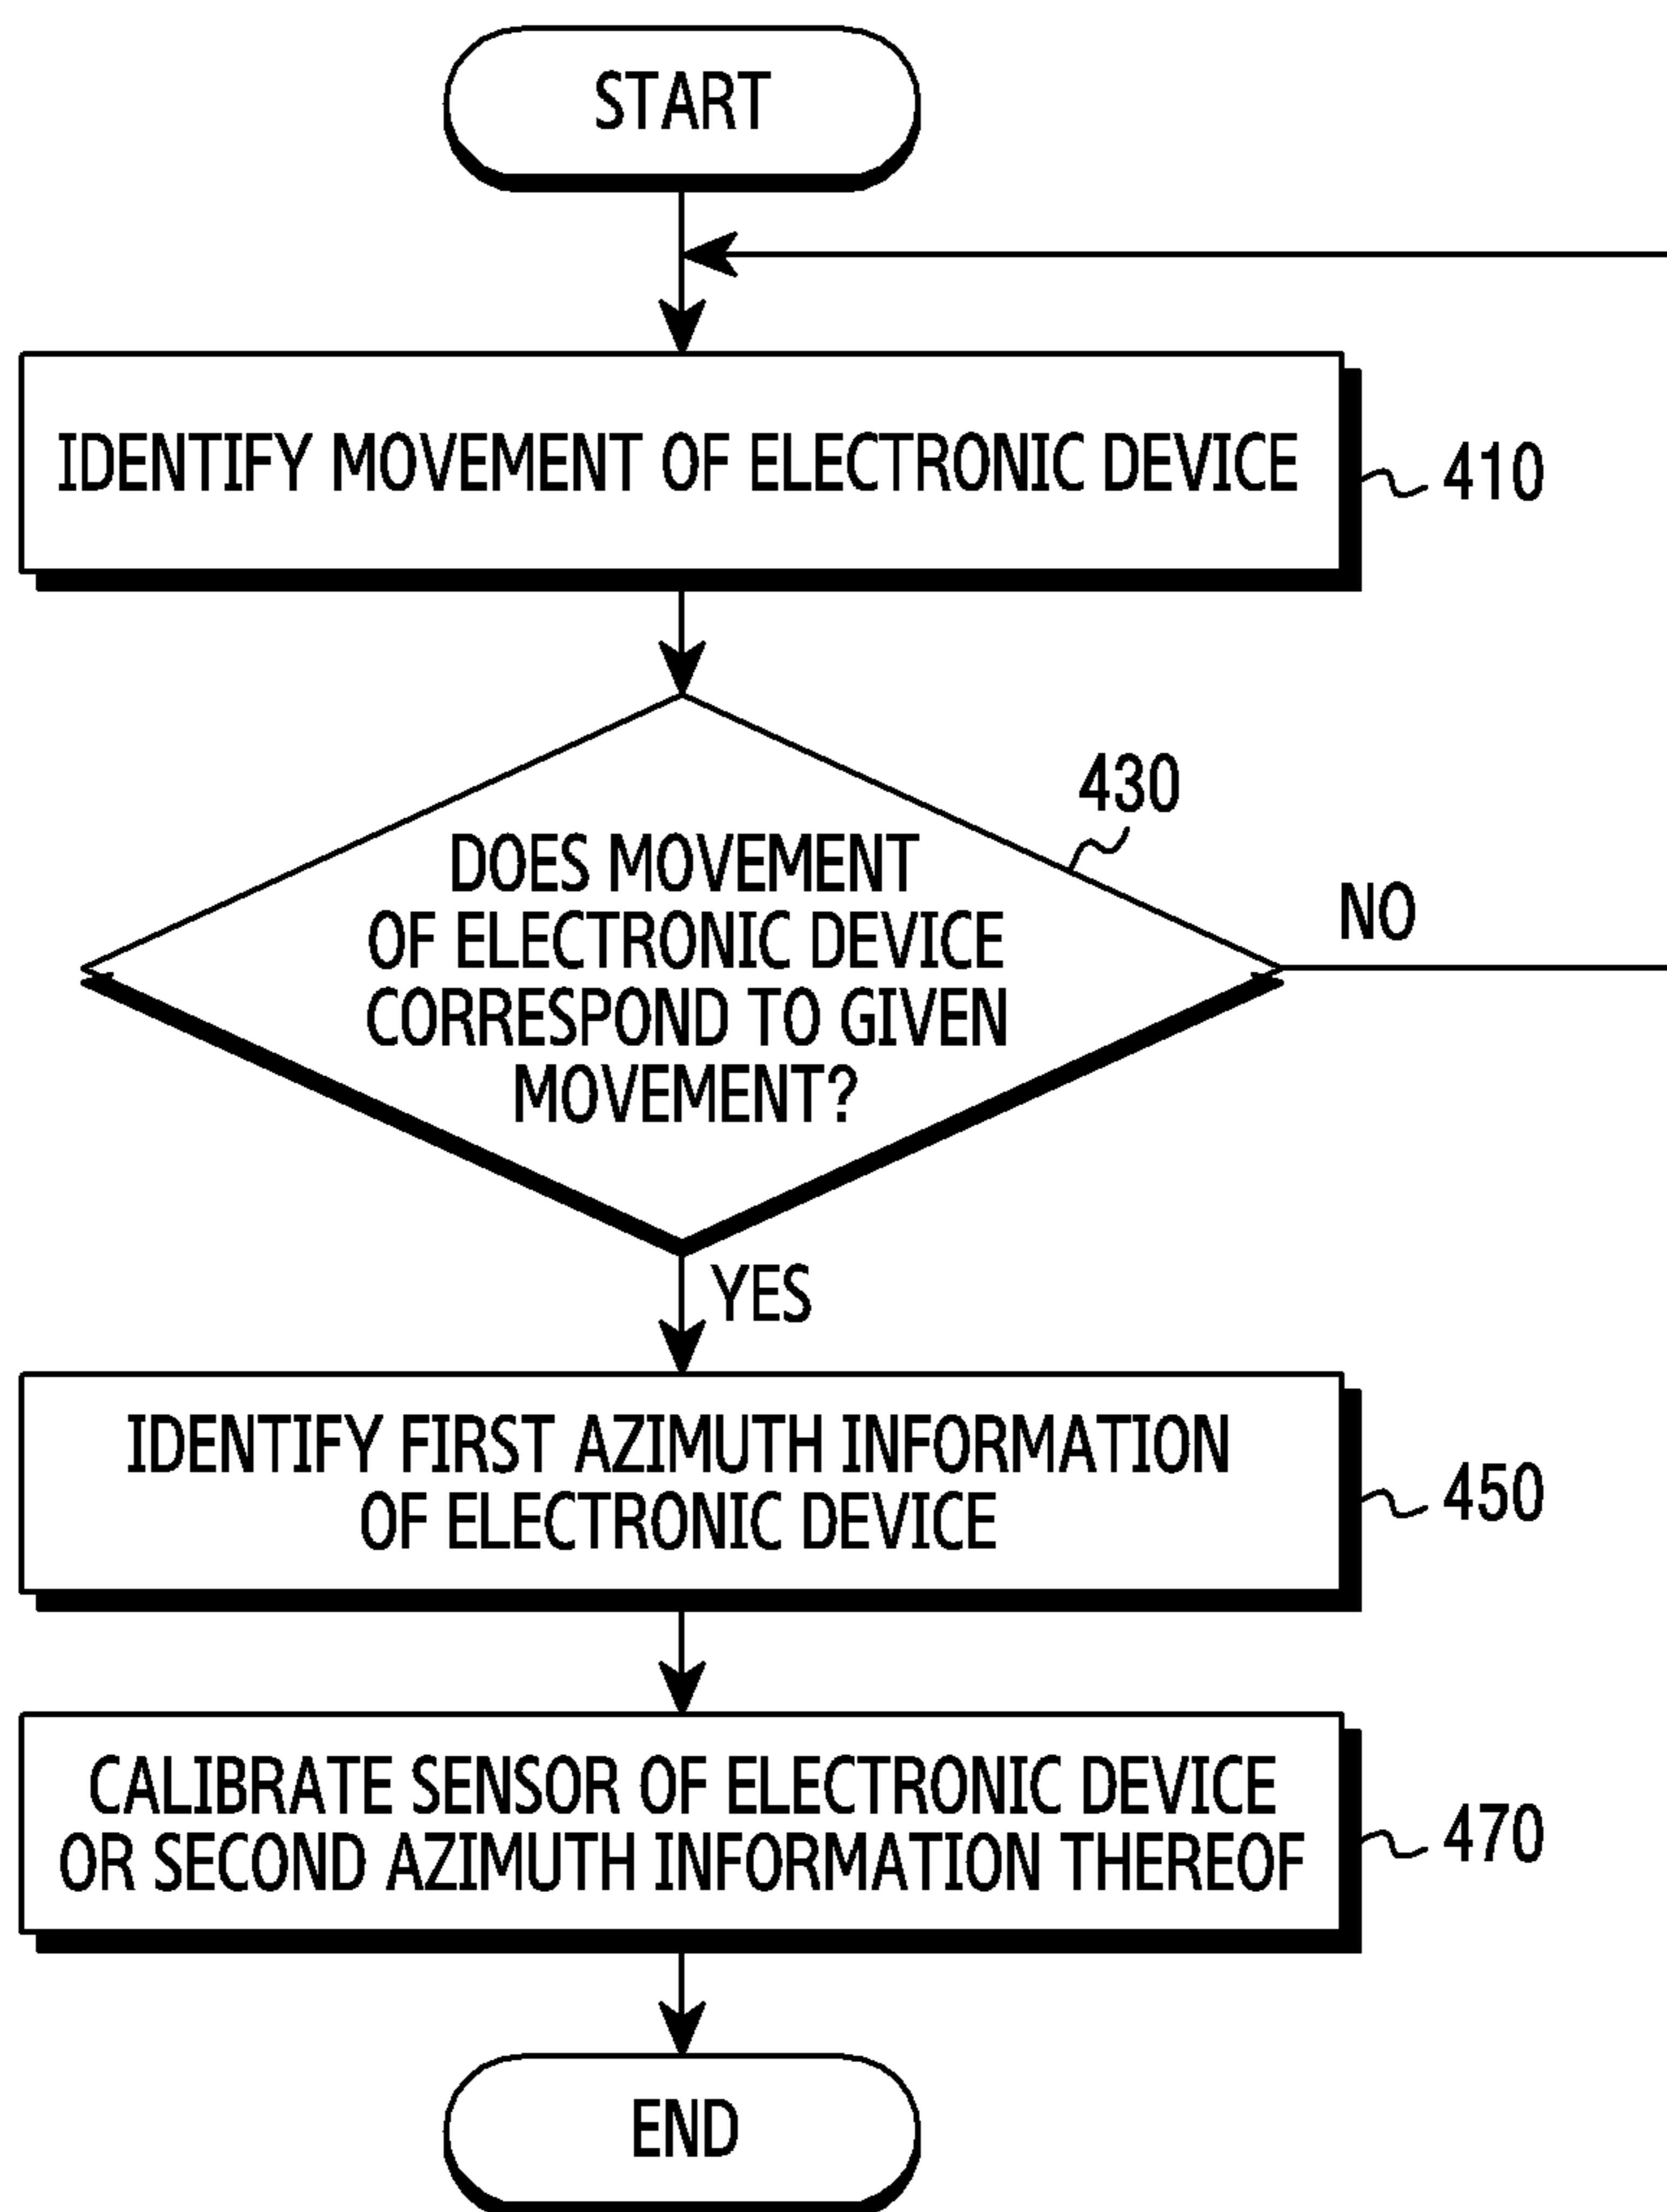 START
IDENTIFY MOVEMENT OF ELECTRONIC DEVICE
410
430
DOES MOVEMENT
OF ELECTRONIC DEVICE
CORRESPOND TO GIVEN
MOVEMENT?
NO
YES
IDENTIFY FIRST AZIMUTH INFORMATION
OF ELECTRONIC DEVICE
450
CALIBRATE SENSOR OF ELECTRONIC DEVICE
OR SECOND AZIMUTH INFORMATION THEREOF
470
END